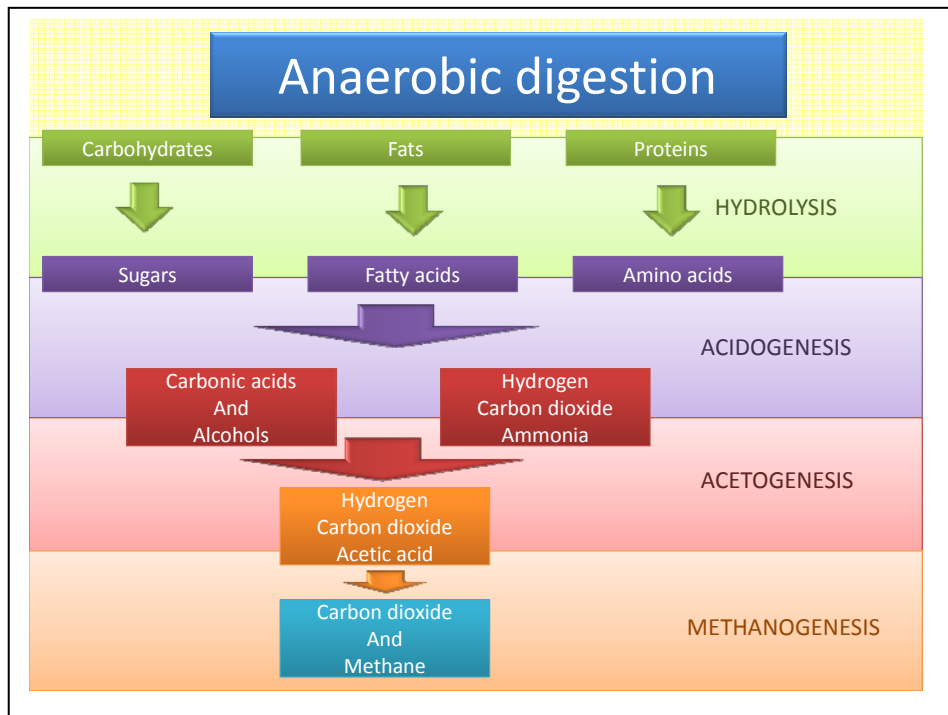 Anaerobic digestion
Carbohydrates
Fats
Proteins
HYDROLYSIS
Sugars
Fatty acids
Amino acids
ACIDOGENESIS
Carbonic acids
And
Alcohols
Hydrogen
Carbon dioxide
Ammonia
ACETOGENESIS
Hydrogen
Carbon dioxide
Acetic acid
Carbon dioxide
And
Methane
METHANOGENESIS